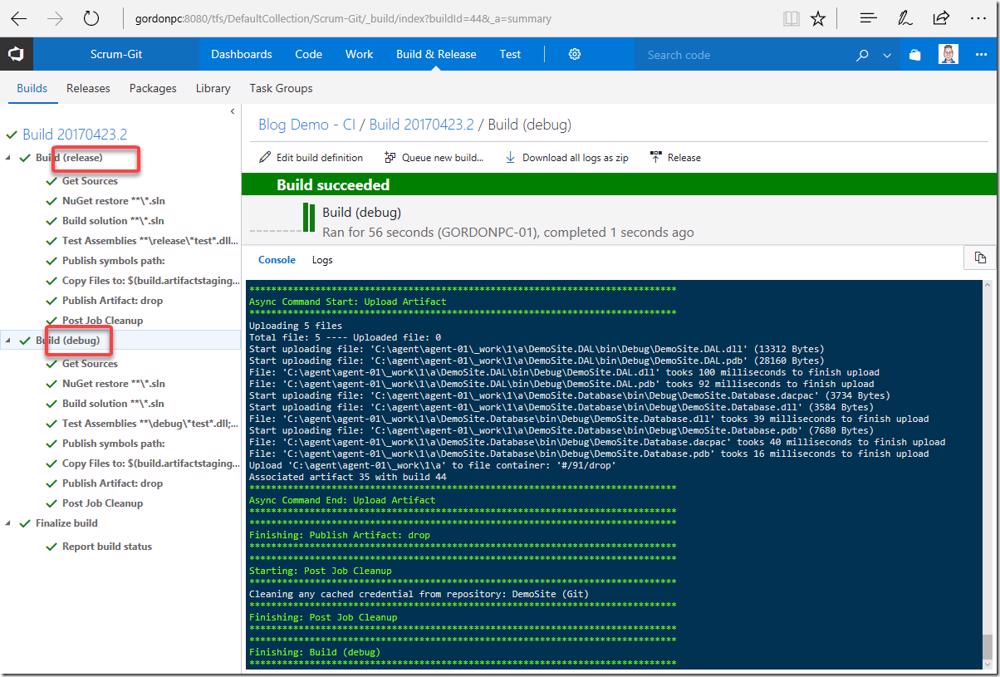 gordonpc:8080/tfs/DefaultCollection/Scrum-Git/_build/index?buildId=44&_a=summary
Scrum-Git Dashboards Code Work Build & Release Test Search code
Builds Releases Packages Library Task Groups
Build 20170423.2
Build (release)
Get Sources
NuGet restore **\*.sln
Build solution **\*.sln
Test Assemblies **\release\*test*.dll...
Publish symbols path:
Copy Files to: $(build.artifactstaging...
Publish Artifact: drop
Post Job Cleanup
Build (debug)
Get Sources
NuGet restore **\*.sln
Build solution **\*.sln
Test Assemblies **\debug\*test*.dll;...
Publish symbols path:
Copy Files to: $(build.artifactstaging...
Publish Artifact: drop
Post Job Cleanup
Finalize build
Report build status
Blog Demo - CI / Build 20170423.2 / Build (debug)
Edit build definition Queue new build... Download all logs as zip Release
Build succeeded
Build (debug)
Ran for 56 seconds (GORDONPC-01), completed 1 seconds ago
Console Logs
******************************************************************************
Async Command Start: Upload Artifact
******************************************************************************
Uploading 5 files
Total file: 5 ---- Uploaded file: 0
Start uploading file: 'C:\agent\agent-01\_work\1\a\DemoSite.DAL\bin\Debug\DemoSite.DAL.dll' (13312 Bytes)
Start uploading file: 'C:\agent\agent-01\_work\1\a\DemoSite.DAL\bin\Debug\DemoSite.DAL.pdb' (28160 Bytes)
File: 'C:\agent\agent-01\_work\1\a\DemoSite.DAL\bin\Debug\DemoSite.DAL.dll' tooks 100 milliseconds to finish upload
File: 'C:\agent\agent-01\_work\1\a\DemoSite.DAL\bin\Debug\DemoSite.DAL.pdb' tooks 92 milliseconds to finish upload
Start uploading file: 'C:\agent\agent-01\_work\1\a\DemoSite.Database\bin\Debug\DemoSite.Database.dacpac' (3734 Bytes)
Start uploading file: 'C:\agent\agent-01\_work\1\a\DemoSite.Database\bin\Debug\DemoSite.Database.dll' (3584 Bytes)
File: 'C:\agent\agent-01\_work\1\a\DemoSite.Database\bin\Debug\DemoSite.Database.dll' tooks 39 milliseconds to finish upload
Start uploading file: 'C:\agent\agent-01\_work\1\a\DemoSite.Database\bin\Debug\DemoSite.Database.pdb' (7680 Bytes)
File: 'C:\agent\agent-01\_work\1\a\DemoSite.Database\bin\Debug\DemoSite.Database.dacpac' tooks 40 milliseconds to finish upload
File: 'C:\agent\agent-01\_work\1\a\DemoSite.Database\bin\Debug\DemoSite.Database.pdb' tooks 16 milliseconds to finish upload
Upload 'C:\agent\agent-01\_work\1\a' to file container: '#/91/drop'
Associated artifact 35 with build 44
******************************************************************************
Async Command End: Upload Artifact
******************************************************************************
******************************************************************************
Finishing: Publish Artifact: drop
******************************************************************************
******************************************************************************
Starting: Post Job Cleanup
******************************************************************************
Cleaning any cached credential from repository: DemoSite (Git)
******************************************************************************
Finishing: Post Job Cleanup
******************************************************************************
******************************************************************************
Finishing: Build (debug)
******************************************************************************